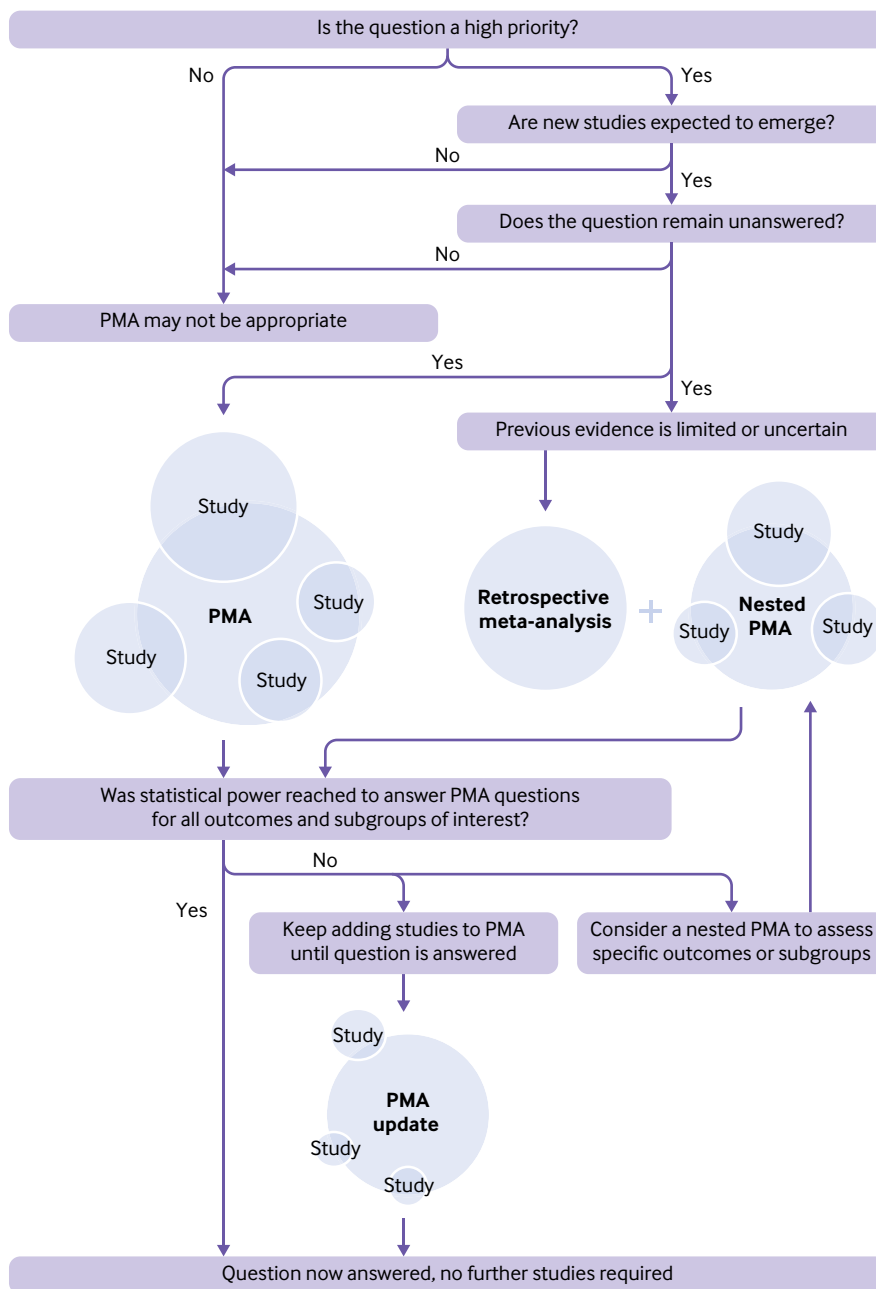 Is the question a high priority?
No
Yes
Are new studies expected to emerge?
No
Yes
Does the question remain unanswered?
No
PMA may not be appropriate
Yes
Yes
Previous evidence is limited or uncertain
Study
Study
Study
Study
PMA
Retrospective
meta-analysis
+
Study
Study
Study
Nested
PMA
Was statistical power reached to answer PMA questions
for all outcomes and subgroups of interest?
No
Yes
Keep adding studies to PMA
until question is answered
Consider a nested PMA to assess
specific outcomes or subgroups
Study
PMA
update
Study
Study
Question now answered, no further studies required